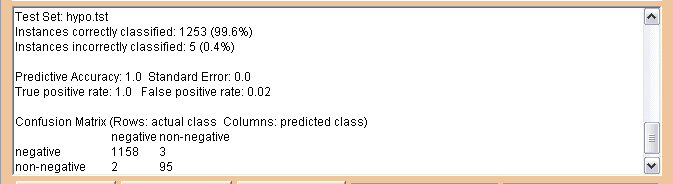 Test Set: hypo.tst
Instances correctly classified: 1253 (99.6%)
Instances incorrectly classified: 5 (0.4%)
Predictive Accuracy: 1.0 Standard Error: 0.0
True positive rate: 1.0 False positive rate: 0.02
Confusion Matrix (Rows: actual class Columns: predicted class)
negative non-negative
negative 1158 3
non-negative 2 95